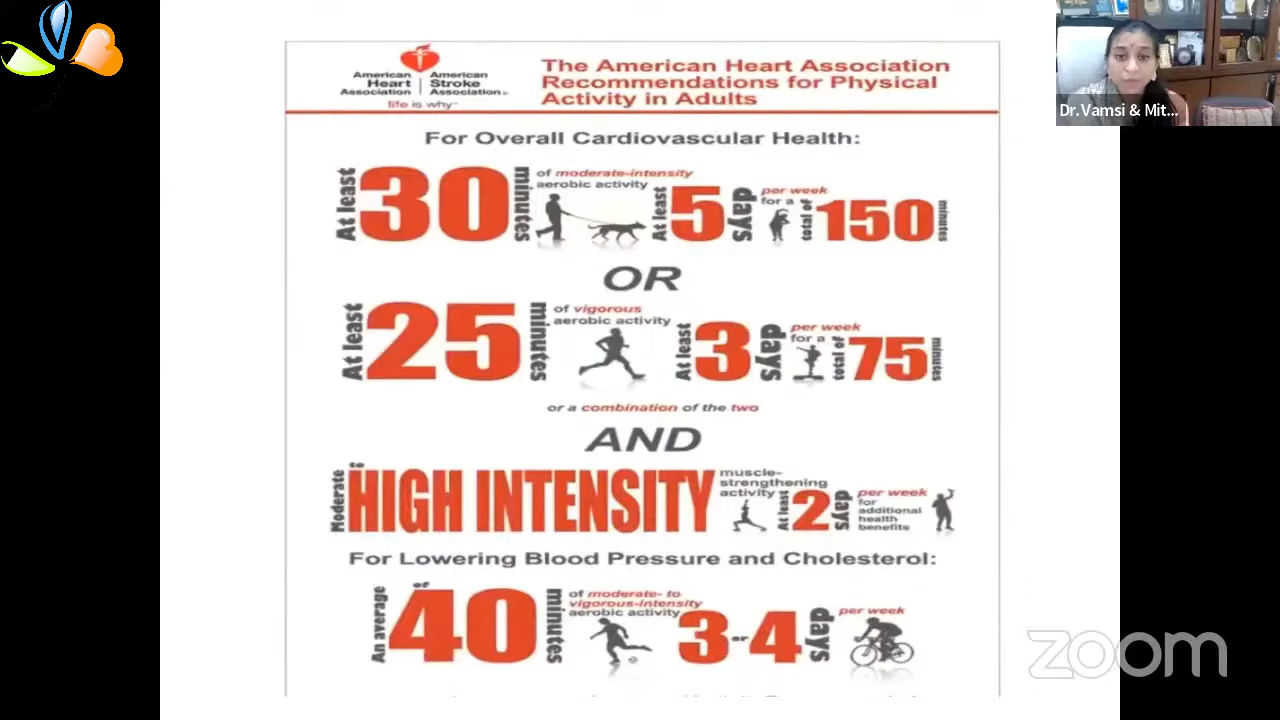 American Heart Association
American Stroke Association®
life is why™
The American Heart Association
Recommendations for Physical
Activity in Adults
Dr.Vamsi & Mit...
For Overall Cardiovascular Health:
At least 30 minutes
of moderate-intensity
aerobic activity
At least 5 days
per week
for a
total of 150 minutes
OR
At least 25 minutes
of vigorous
aerobic activity
At least 3 days
per week
for a
total of 75 minutes
or a combination of the two
AND
Moderate to HIGH INTENSITY
muscle-
strengthening
activity
At least 2 days
per week
for
additional
health
benefits
For Lowering Blood Pressure and Cholesterol:
An average of 40 minutes
of moderate- to
vigorous-intensity
aerobic activity
3 or 4 days
per week
zoom